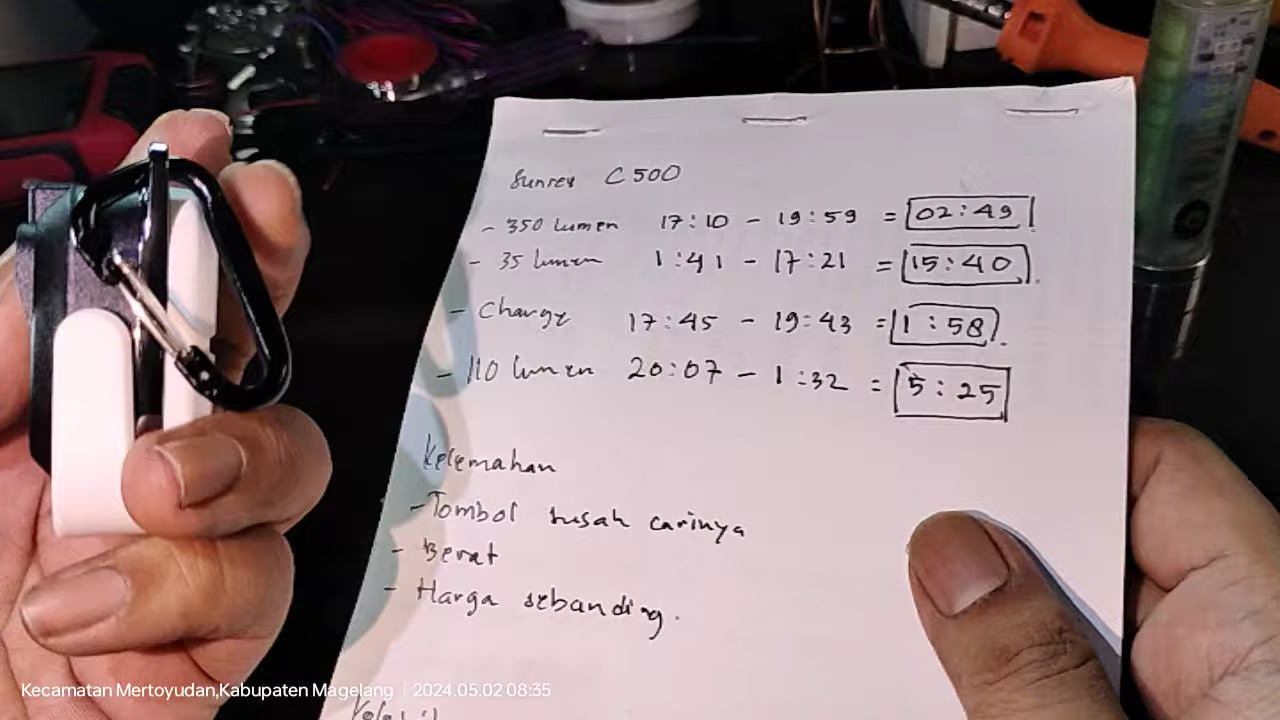 Sunrei C500
- 350 lumen 17:10 - 19:59 = 02:49
- 35 lumen 1:41 - 17:21 = 15:40
- Charge 17:45 - 19:43 = 1:58
- 110 lumen 20:07 - 1:32 = 5:25
Kelemahan
- Tombol susah carinya
- Berat
- Harga sebanding.
Kecamatan Mertoyudan,Kabupaten Magelang | 2024.05.02 08:35